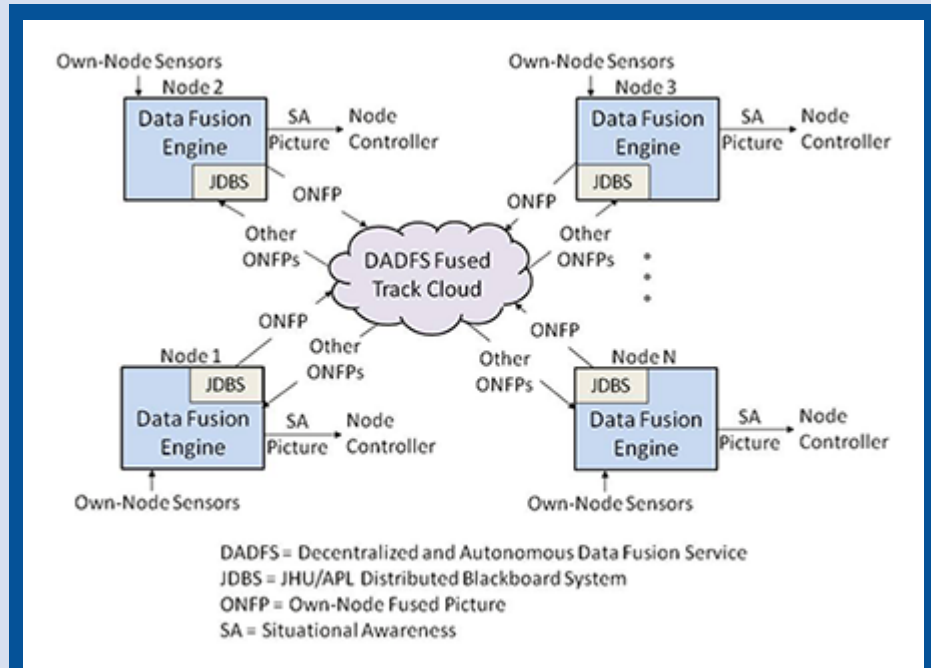 Own-Node Sensors
Node 2
Data Fusion
Engine
JDBS
SA
Picture
Node
Controller
ONFP
Other
ONFPs
Own-Node Sensors
Node 3
Data Fusion
Engine
JDBS
SA
Picture
Node
Controller
ONFP
Other
ONFPs
DADFS Fused
Track Cloud
Node 1
JDBS
Data Fusion
Engine
ONFP
Other
ONFPs
SA
Picture
Node
Controller
Own-Node Sensors
Node N
JDBS
Data Fusion
Engine
ONFP
Other
ONFPs
SA
Picture
Node
Controller
Own-Node Sensors
DADFS = Decentralized and Autonomous Data Fusion Service
JDBS = JHU/APL Distributed Blackboard System
ONFP = Own-Node Fused Picture
SA = Situational Awareness